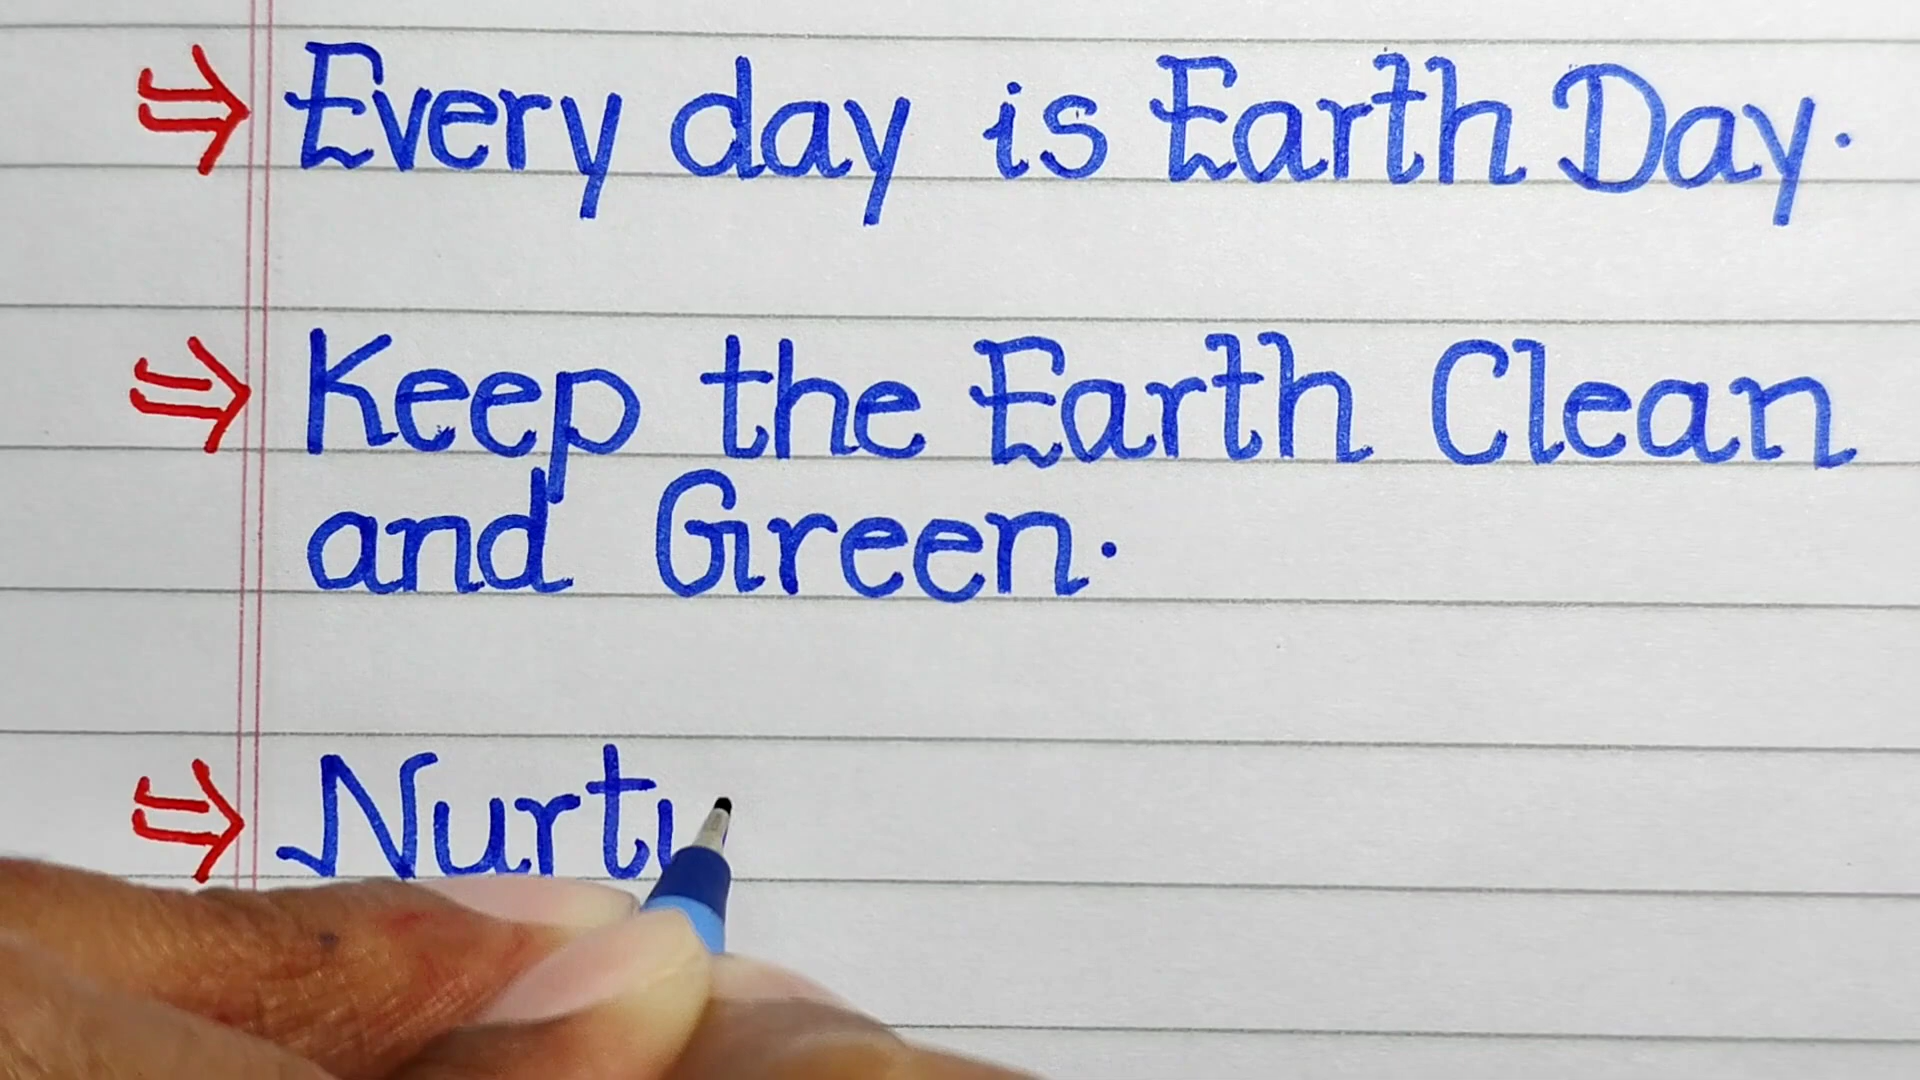 ⇒ Every day is Earth Day.
⇒ Keep the Earth Clean
and Green.
⇒ Nurtu